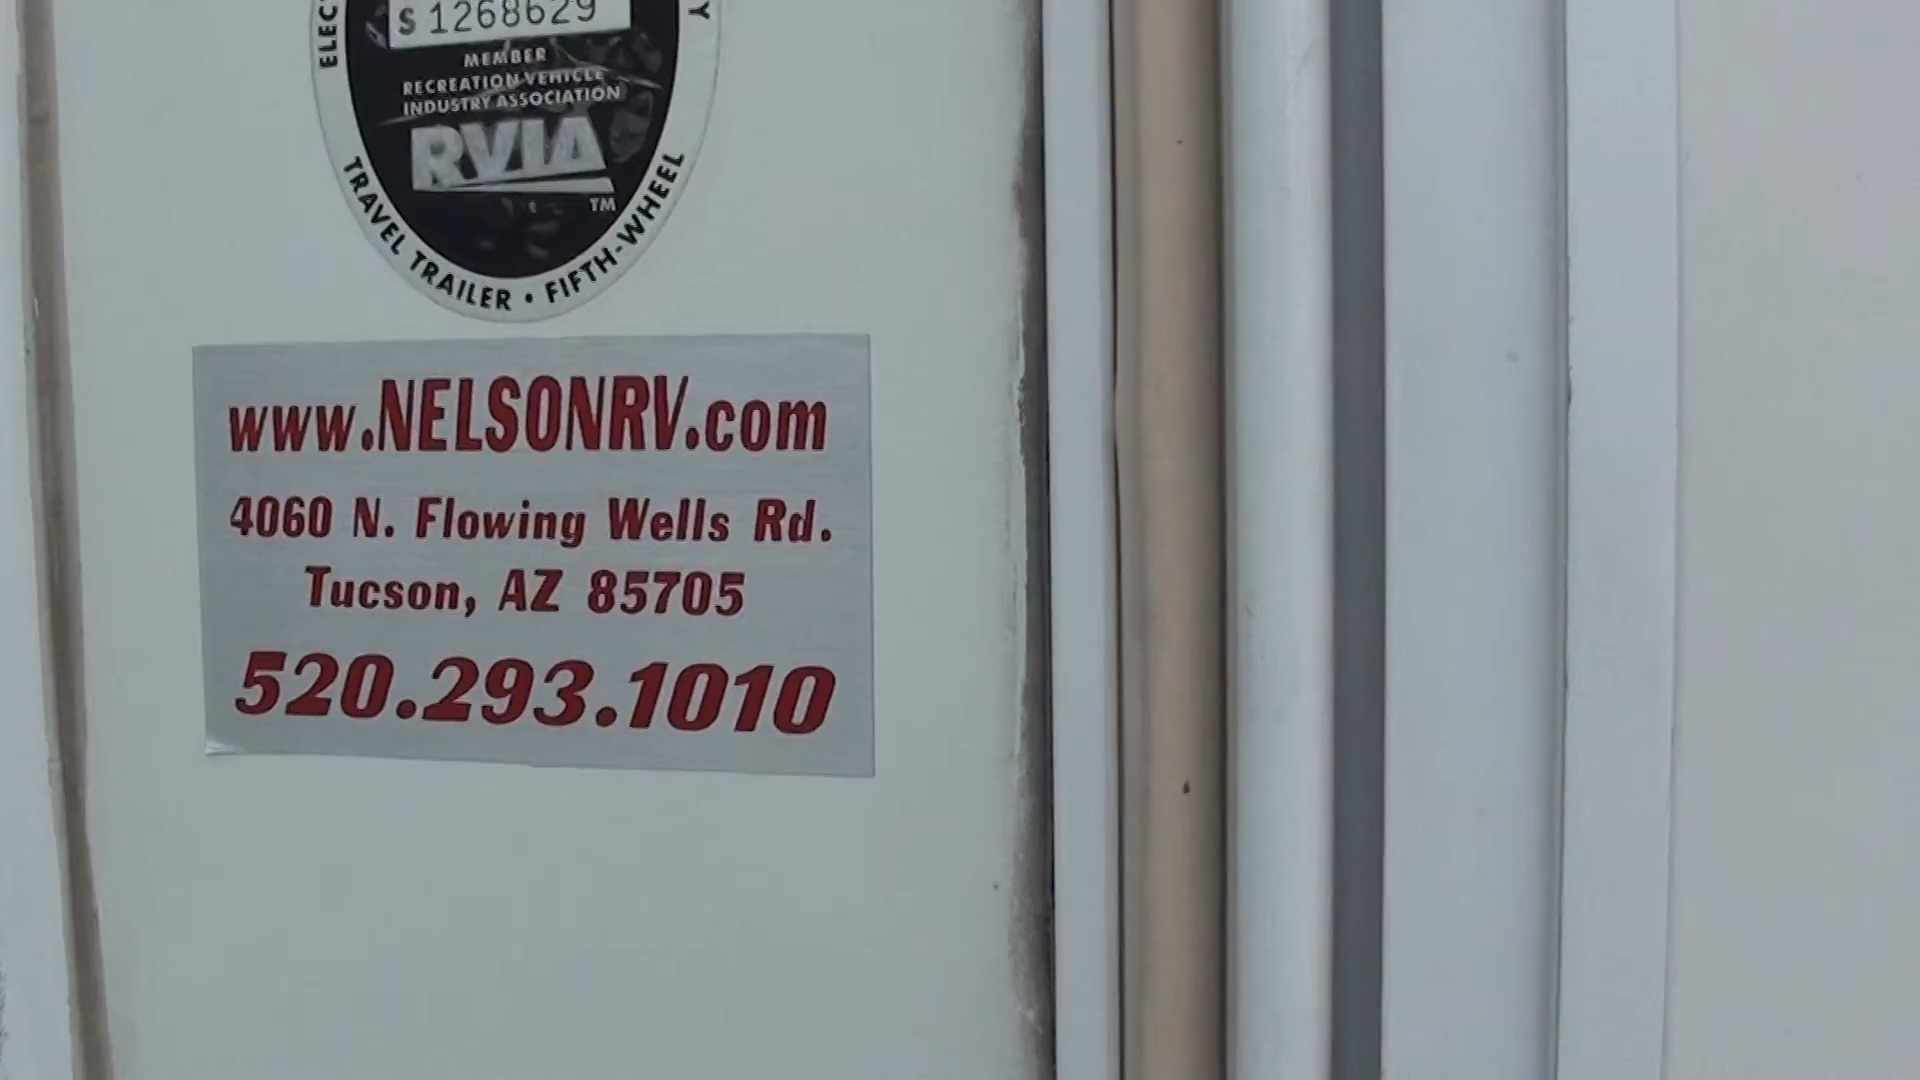 S 1268629
MEMBER
RECREATION VEHICLE
INDUSTRY ASSOCIATION
RVIA
TM
TRAVEL TRAILER • FIFTH-WHEEL
www.NELSONRV.com
4060 N. Flowing Wells Rd.
Tucson, AZ 85705
520.293.1010